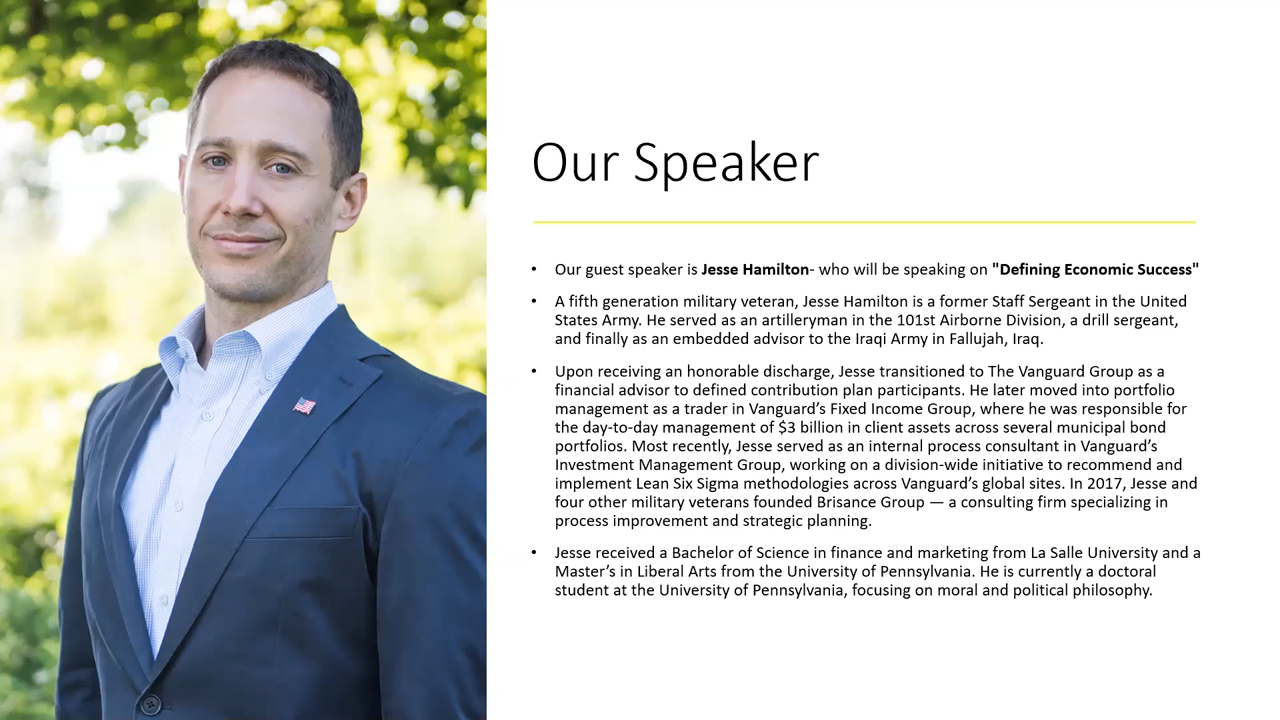 Our Speaker
• Our guest speaker is Jesse Hamilton- who will be speaking on "Defining Economic Success"
• A fifth generation military veteran, Jesse Hamilton is a former Staff Sergeant in the United
States Army. He served as an artilleryman in the 101st Airborne Division, a drill sergeant,
and finally as an embedded advisor to the Iraqi Army in Fallujah, Iraq.
• Upon receiving an honorable discharge, Jesse transitioned to The Vanguard Group as a
financial advisor to defined contribution plan participants. He later moved into portfolio
management as a trader in Vanguard’s Fixed Income Group, where he was responsible for
the day-to-day management of $3 billion in client assets across several municipal bond
portfolios. Most recently, Jesse served as an internal process consultant in Vanguard’s
Investment Management Group, working on a division-wide initiative to recommend and
implement Lean Six Sigma methodologies across Vanguard’s global sites. In 2017, Jesse and
four other military veterans founded Brisance Group — a consulting firm specializing in
process improvement and strategic planning.
• Jesse received a Bachelor of Science in finance and marketing from La Salle University and a
Master’s in Liberal Arts from the University of Pennsylvania. He is currently a doctoral
student at the University of Pennsylvania, focusing on moral and political philosophy.